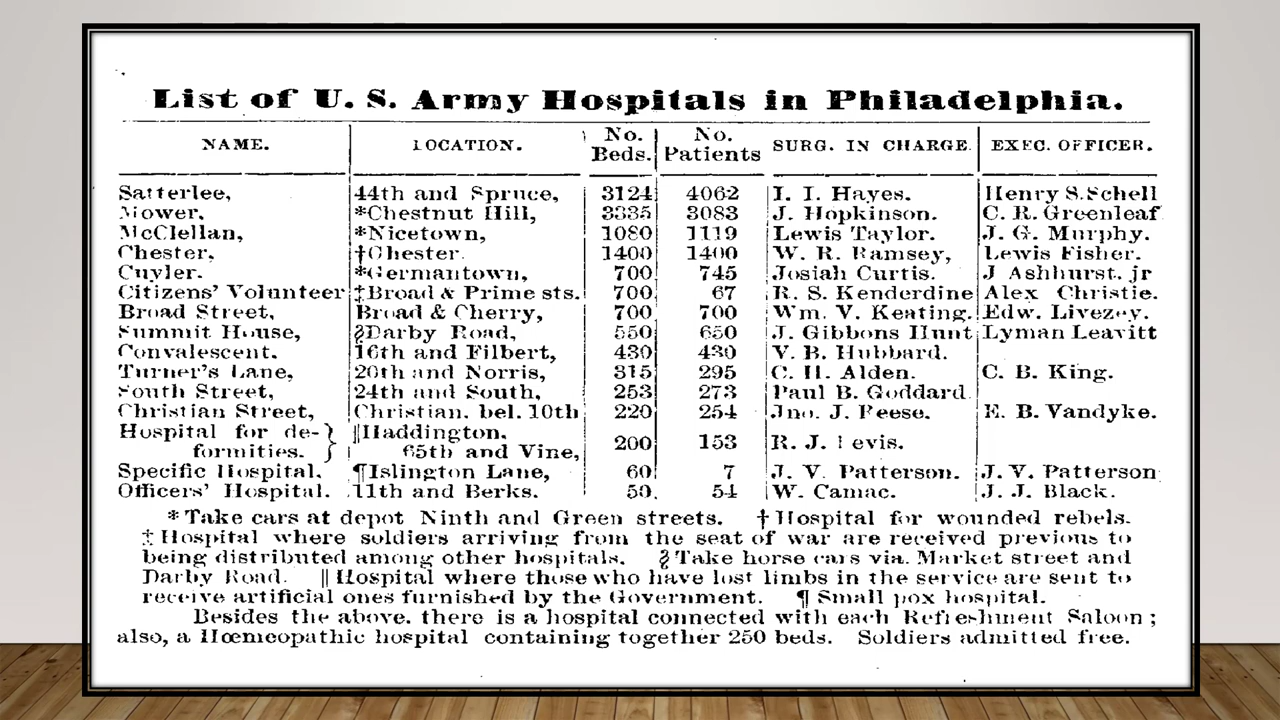 List of U. S. Army Hospitals in Philadelphia.
NAME. LOCATION. No. Beds. No. Patients SURG. IN CHARGE. EXEC. OFFICER.
Satterlee, 44th and Spruce, 3124 4062 I. I. Hayes. Henry S. Schell
Mower, *Chestnut Hill, 3335 3083 J. Hopkinson. C. R. Greenleaf
McClellan, *Nicetown, 1080 1119 Lewis Taylor. J. G. Murphy.
Chester, †Chester. 1400 1400 W. R. Ramsey, Lewis Fisher.
Cuyler. *Germantown, 700 745 Josiah Curtis. J Ashhurst. jr
Citizens' Volunteer ‡Broad & Prime sts. 700 67 R. S. Kenderdine Alex Christie.
Broad Street, Broad & Cherry, 700 700 Wm. V. Keating. Edw. Livezey.
Summit House, §Darby Road, 550 650 J. Gibbons Hunt Lyman Leavitt
Convalescent. 16th and Filbert, 430 430 V. B. Hubbard.
Turner's Lane, 20th and Norris, 315 295 C. H. Alden. C. B. King.
South Street, 24th and South, 253 273 Paul B. Goddard.
Christian Street, Christian. bel. 10th 220 254 Jno. J. Reese. E. B. Vandyke.
Hospital for de- ‖Haddington.
formities. 65th and Vine, 200 153 R. J. Levis.
Specific Hospital. ¶Islington Lane, 60 7 J. V. Patterson. J. V. Patterson
Officers' Hospital. 11th and Berks. 50 54 W. Camac. J. J. Black.
* Take cars at depot Ninth and Green streets. † Hospital for wounded rebels.
‡ Hospital where soldiers arriving from the seat of war are received previous to
being distributed among other hospitals. § Take horse cars via. Market street and
Darby Road. ‖ Hospital where those who have lost limbs in the service are sent to
receive artificial ones furnished by the Government. ¶ Small pox hospital.
Besides the above. there is a hospital connected with each Refreshment Saloon;
also, a Hœmeopathic hospital containing together 250 beds. Soldiers admitted free.